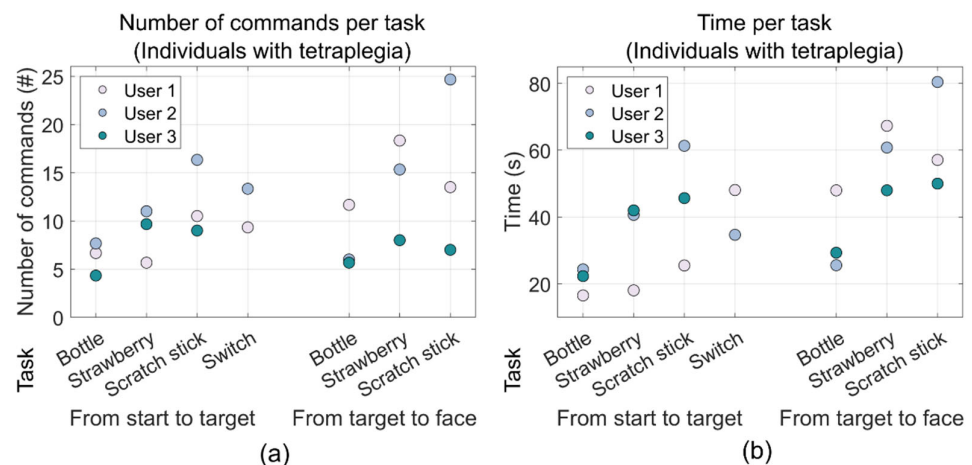 Number of commands per task
(Individuals with tetraplegia)
Number of commands (#)
25
20
15
10
5
0
User 1
User 2
User 3
Task
Bottle
Strawberry
Scratch stick
Switch
Bottle
Strawberry
Scratch stick
From start to target
From target to face
(a)
Time per task
(Individuals with tetraplegia)
Time (s)
80
60
40
20
User 1
User 2
User 3
Task
Bottle
Strawberry
Scratch stick
Switch
Bottle
Strawberry
Scratch stick
From start to target
From target to face
(b)